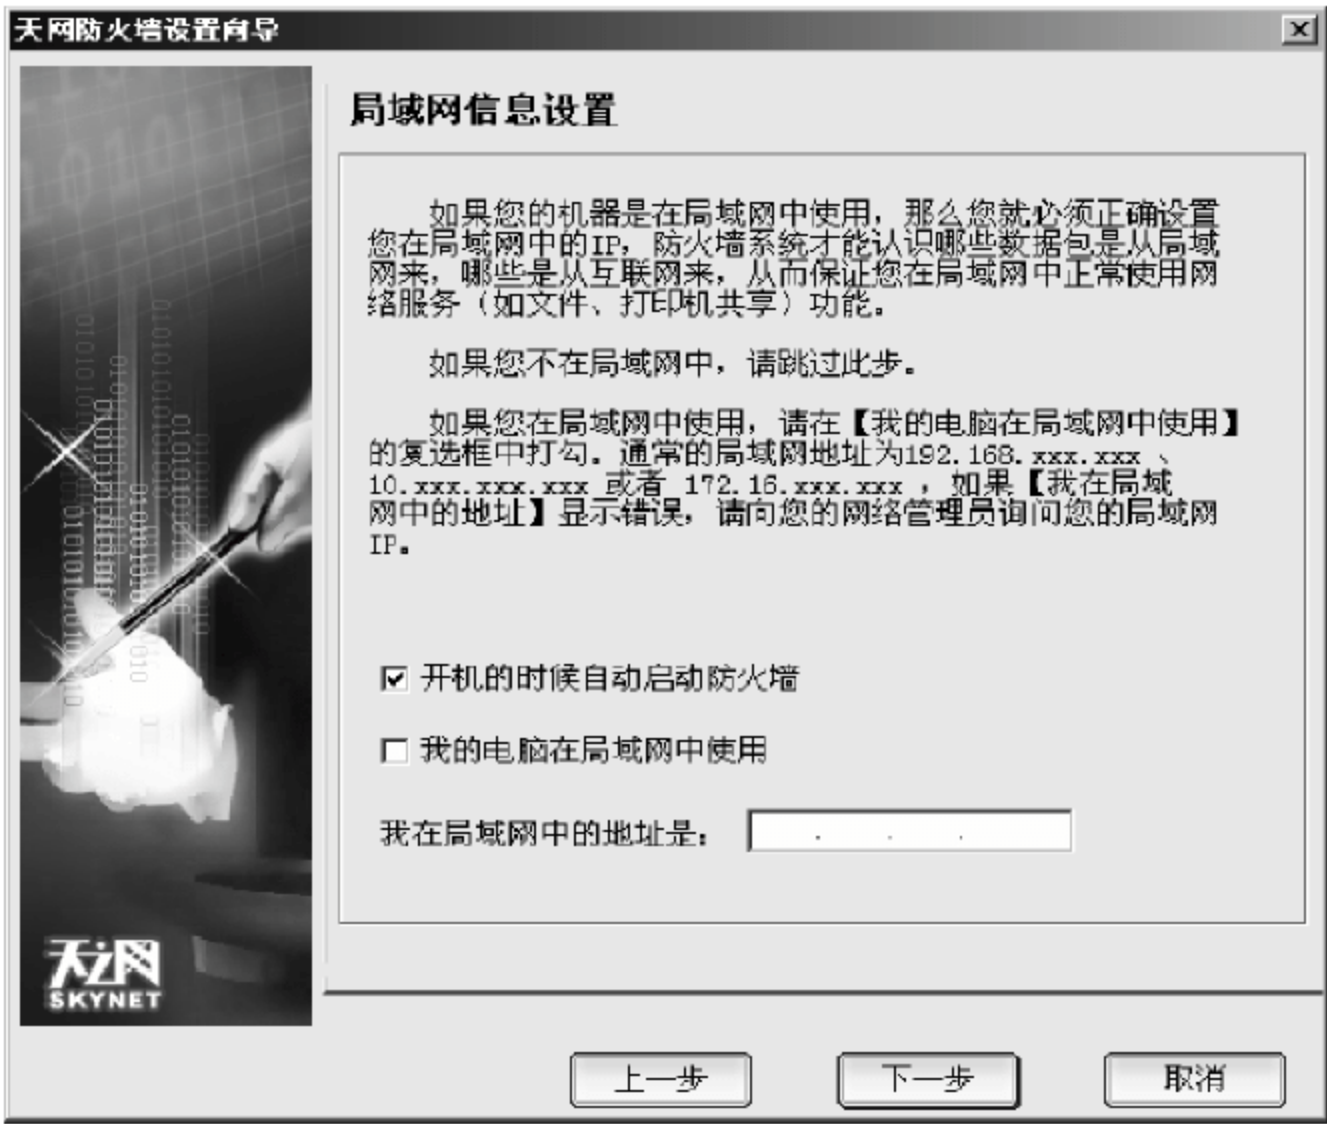 天网防火墙设置向导
局域网信息设置
如果您的机器是在局域网中使用，那么您就必须正确设置
您在局域网中的IP，防火墙系统才能认识哪些数据包是从局域
网来，哪些是从互联网来，从而保证您在局域网中正常使用网
络服务（如文件、打印机共享）功能。
如果您不在局域网中，请跳过此步。
如果您在局域网中使用，请在【我的电脑在局域网中使用】
的复选框中打勾。通常的局域网地址为192.168.xxx.xxx 、
10.xxx.xxx.xxx 或者 172.16.xxx.xxx ，如果【我在局域
网中的地址】显示错误，请向您的网络管理员询问您的局域网
IP。
开机的时候自动启动防火墙
我的电脑在局域网中使用
我在局域网中的地址是：
. . .
天之网
SKYNET
上一步
下一步
取消